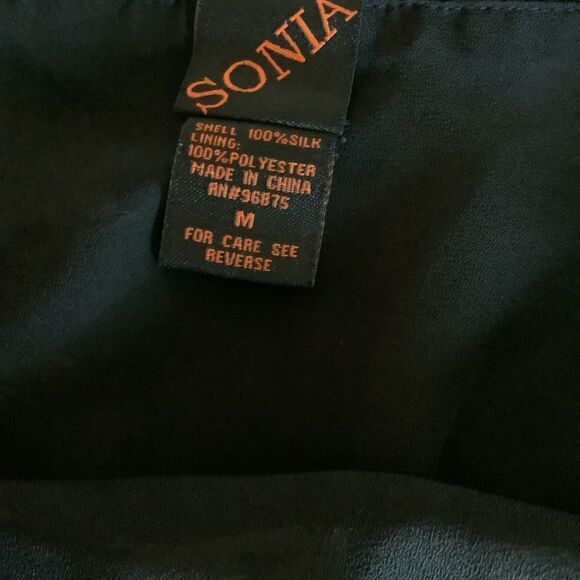 SONIA
SHELL 100%SILK
LINING:
100%POLYESTER
MADE IN CHINA
RN#96875
M
FOR CARE SEE
REVERSE